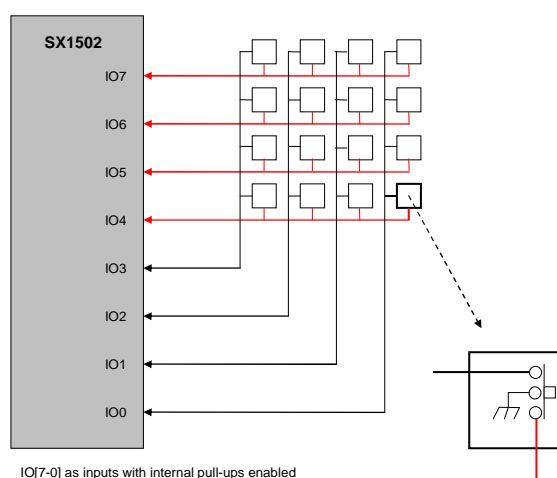 SX1502
IO7
IO6
IO5
IO4
IO3
IO2
IO1
IO0
IO[7-0] as inputs with internal pull-ups enabled